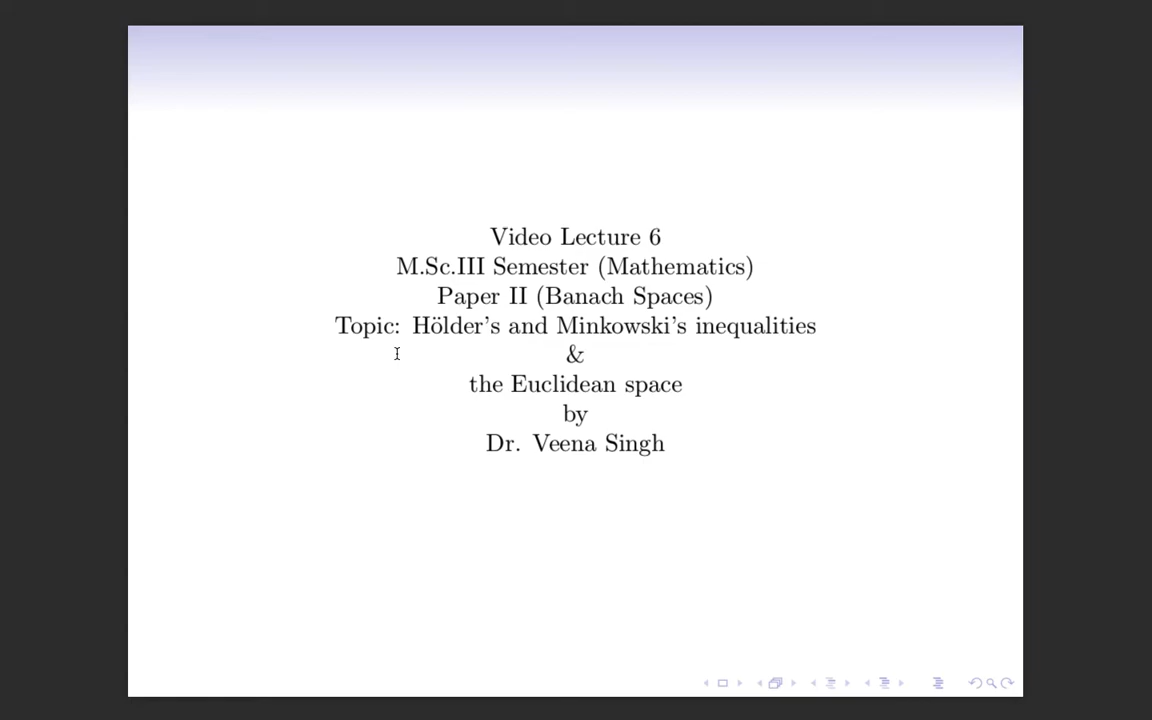 Video Lecture 6
M.Sc.III Semester (Mathematics)
Paper II (Banach Spaces)
Topic: Hölder's and Minkowski's inequalities
&
the Euclidean space
by
Dr. Veena Singh